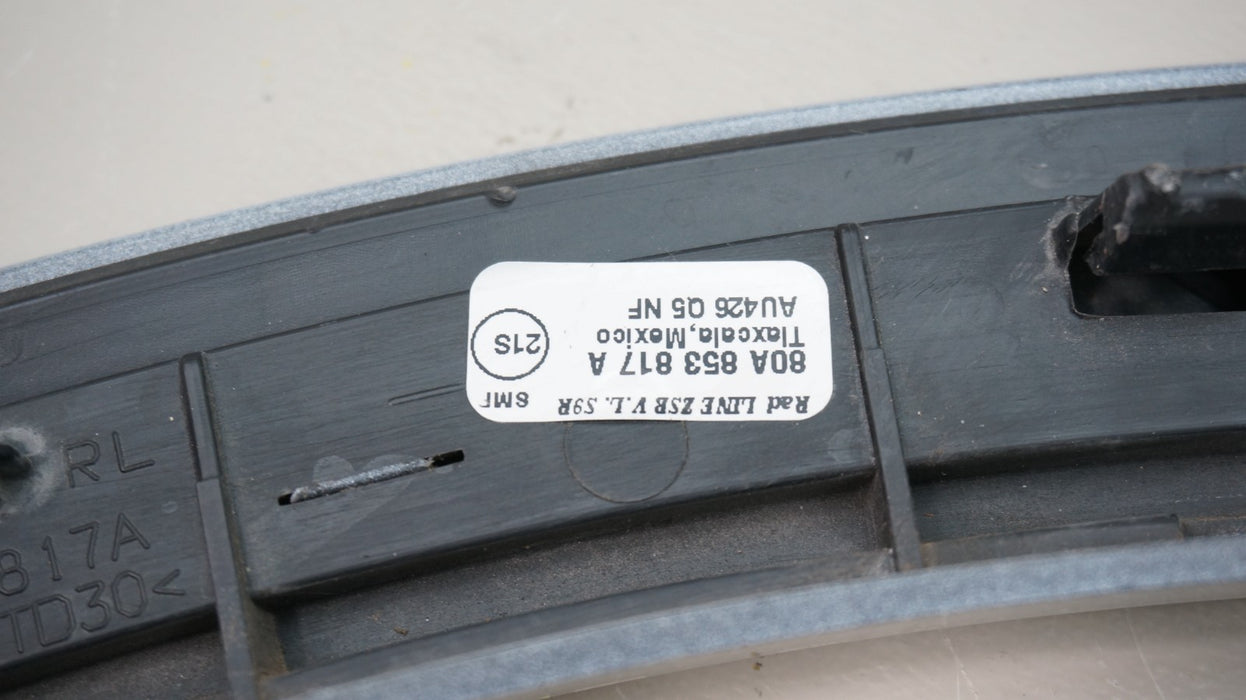 Rad LINE ZSB V.L. S9R
80A 853 817 A
Tlaxcala,Mexico
AU426 Q5 NF
SMF
21S
RL
817A
TD30<